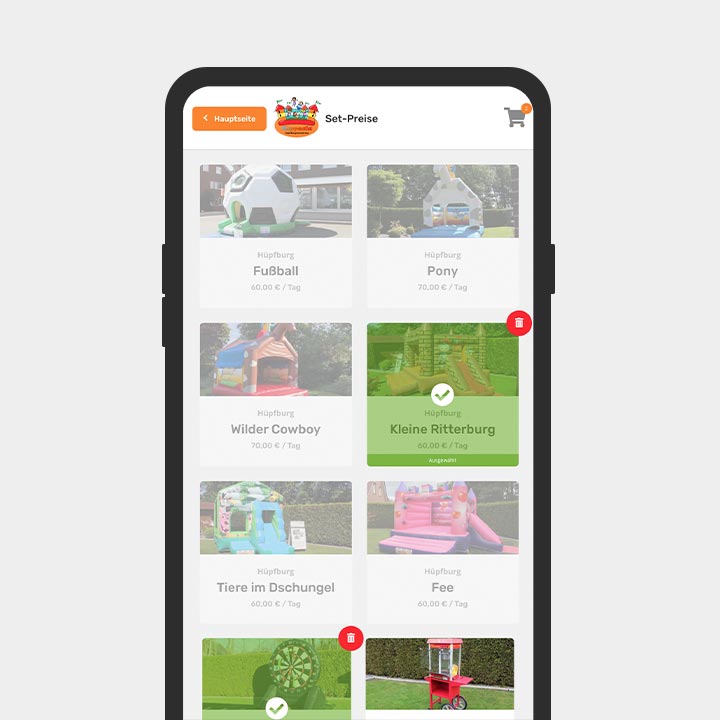 Hauptseite
Set-Preise
2
Hüpfburg
Fußball
60,00 € / Tag
Hüpfburg
Pony
70,00 € / Tag
Hüpfburg
Wilder Cowboy
70,00 € / Tag
Hüpfburg
Kleine Ritterburg
60,00 € / Tag
Ausgewählt
Hüpfburg
Tiere im Dschungel
60,00 € / Tag
Hüpfburg
Fee
60,00 € / Tag